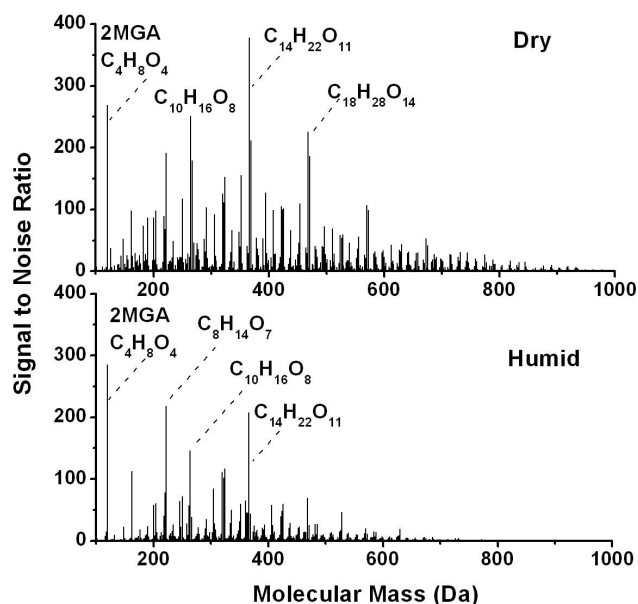 Signal to Noise Ratio
400
300
200
100
0
2MGA
C₄H₈O₄
C₁₀H₁₆O₈
C₁₄H₂₂O₁₁
C₁₈H₂₈O₁₄
Dry
200
400
600
800
1000
400
300
200
100
0
2MGA
C₄H₈O₄
C₈H₁₄O₇
C₁₀H₁₆O₈
C₁₄H₂₂O₁₁
Humid
200
400
600
800
1000
Molecular Mass (Da)